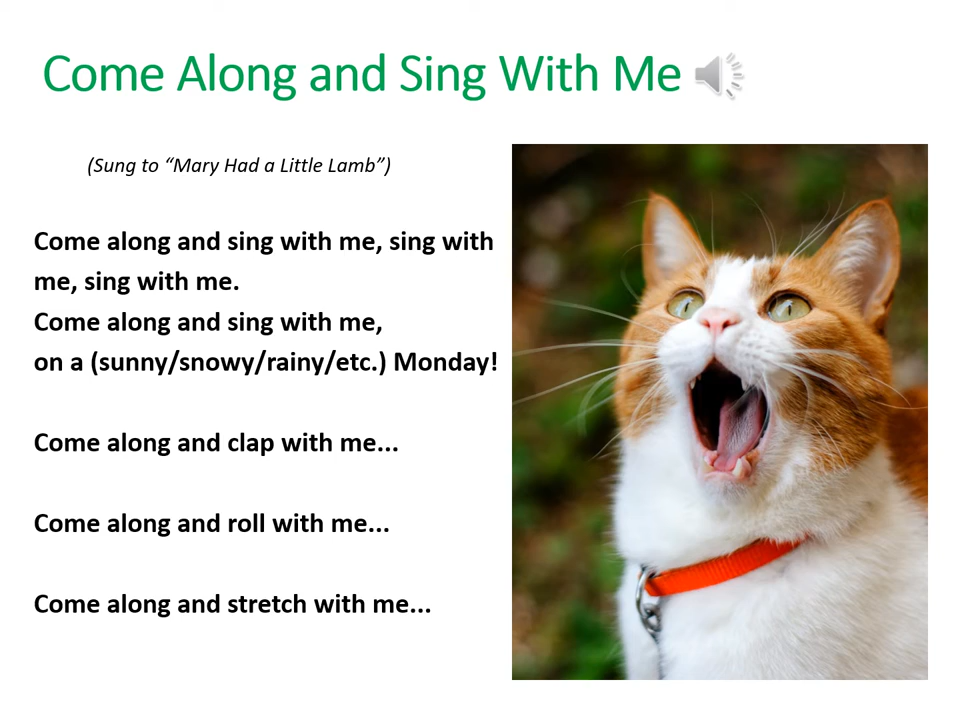 Come Along and Sing With Me
(Sung to “Mary Had a Little Lamb”)
Come along and sing with me, sing with
me, sing with me.
Come along and sing with me,
on a (sunny/snowy/rainy/etc.) Monday!
Come along and clap with me...
Come along and roll with me...
Come along and stretch with me...